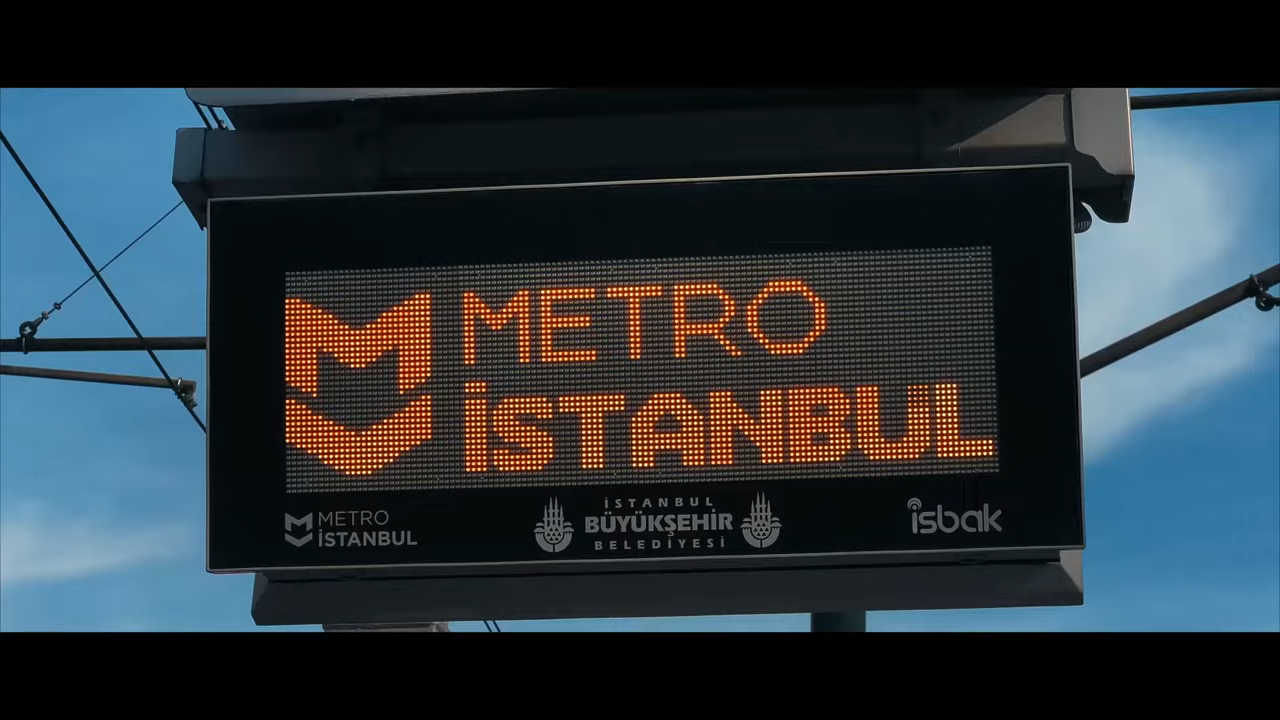 METRO
İSTANBUL
METRO
İSTANBUL
İSTANBUL
BÜYÜKŞEHİR
BELEDİYESİ
isbak